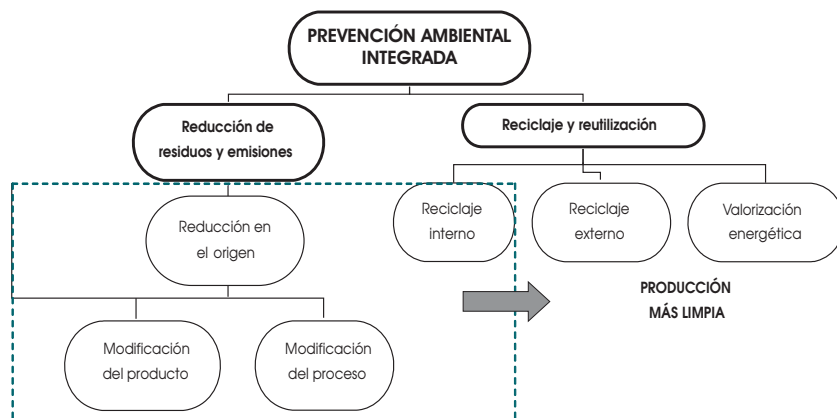 PREVENCIÓN AMBIENTAL
INTEGRADA
Reducción de
residuos y emisiones
Reciclaje y reutilización
Reducción en
el origen
Reciclaje
interno
Reciclaje
externo
Valorización
energética
PRODUCCIÓN
MÁS LIMPIA
Modificación
del producto
Modificación
del proceso